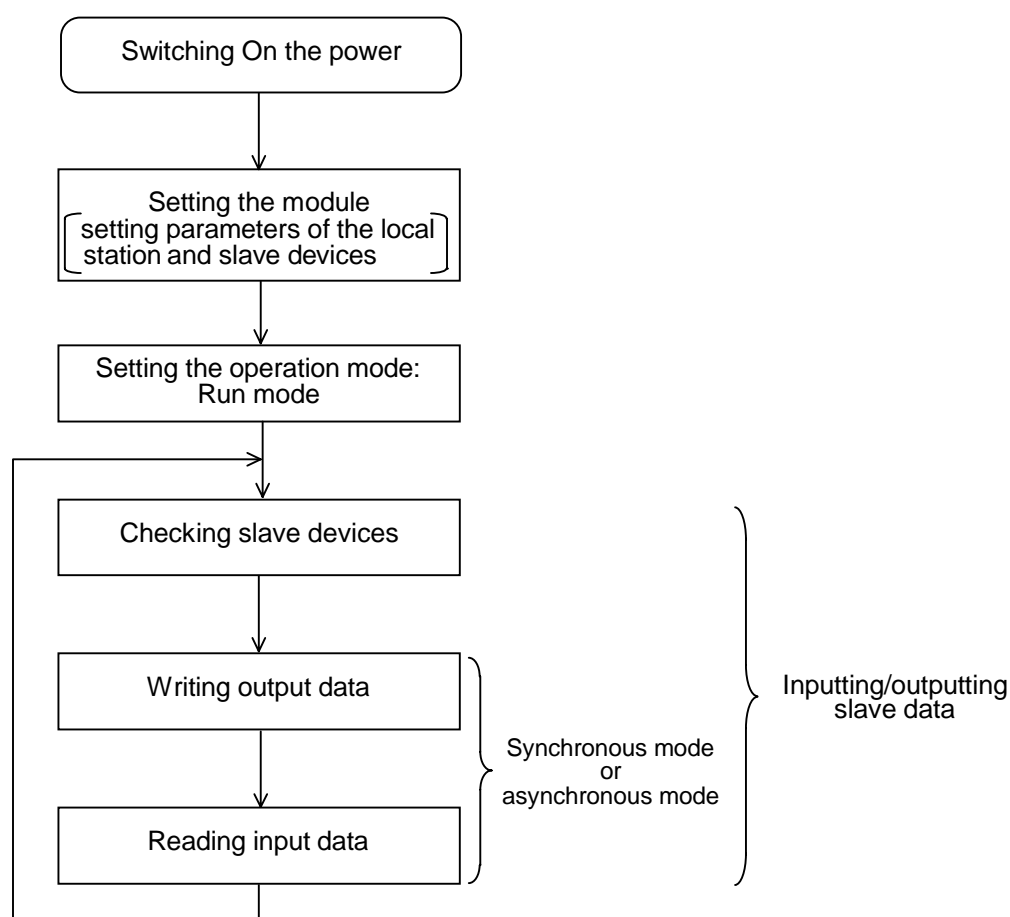 Switching On the power
Setting the module
setting parameters of the local
station and slave devices
Setting the operation mode:
Run mode
Checking slave devices
Writing output data
Reading input data
Synchronous mode
or
asynchronous mode
Inputting/outputting
slave data